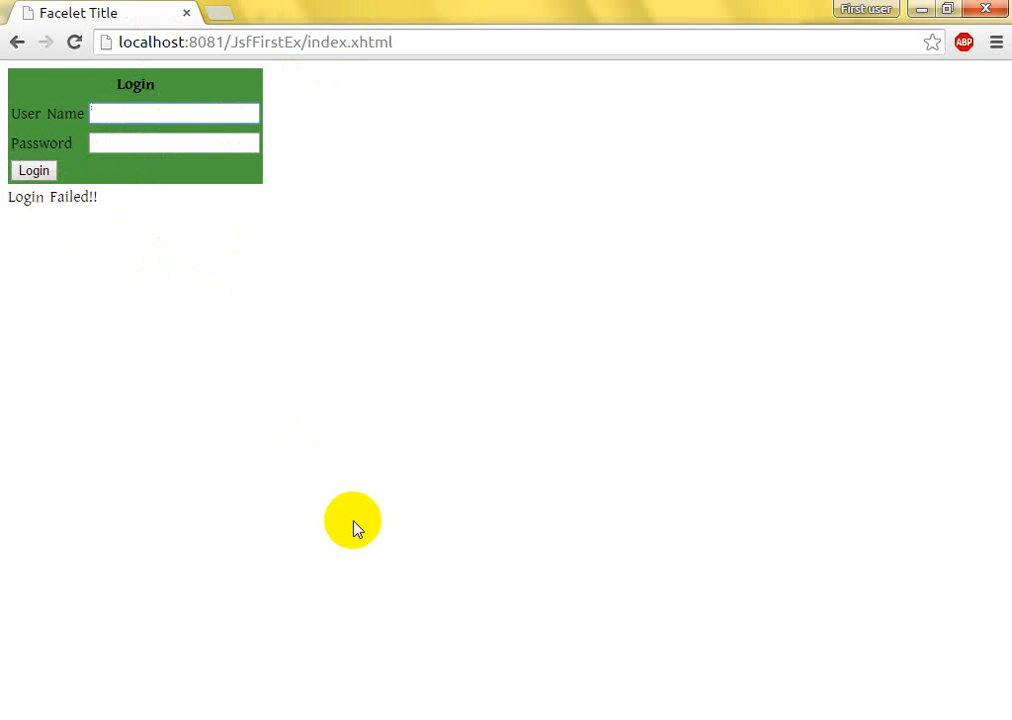 Facelet Title
First user
localhost:8081/JsfFirstEx/index.xhtml
ABP
Login
User Name
Password
Login
Login Failed!!